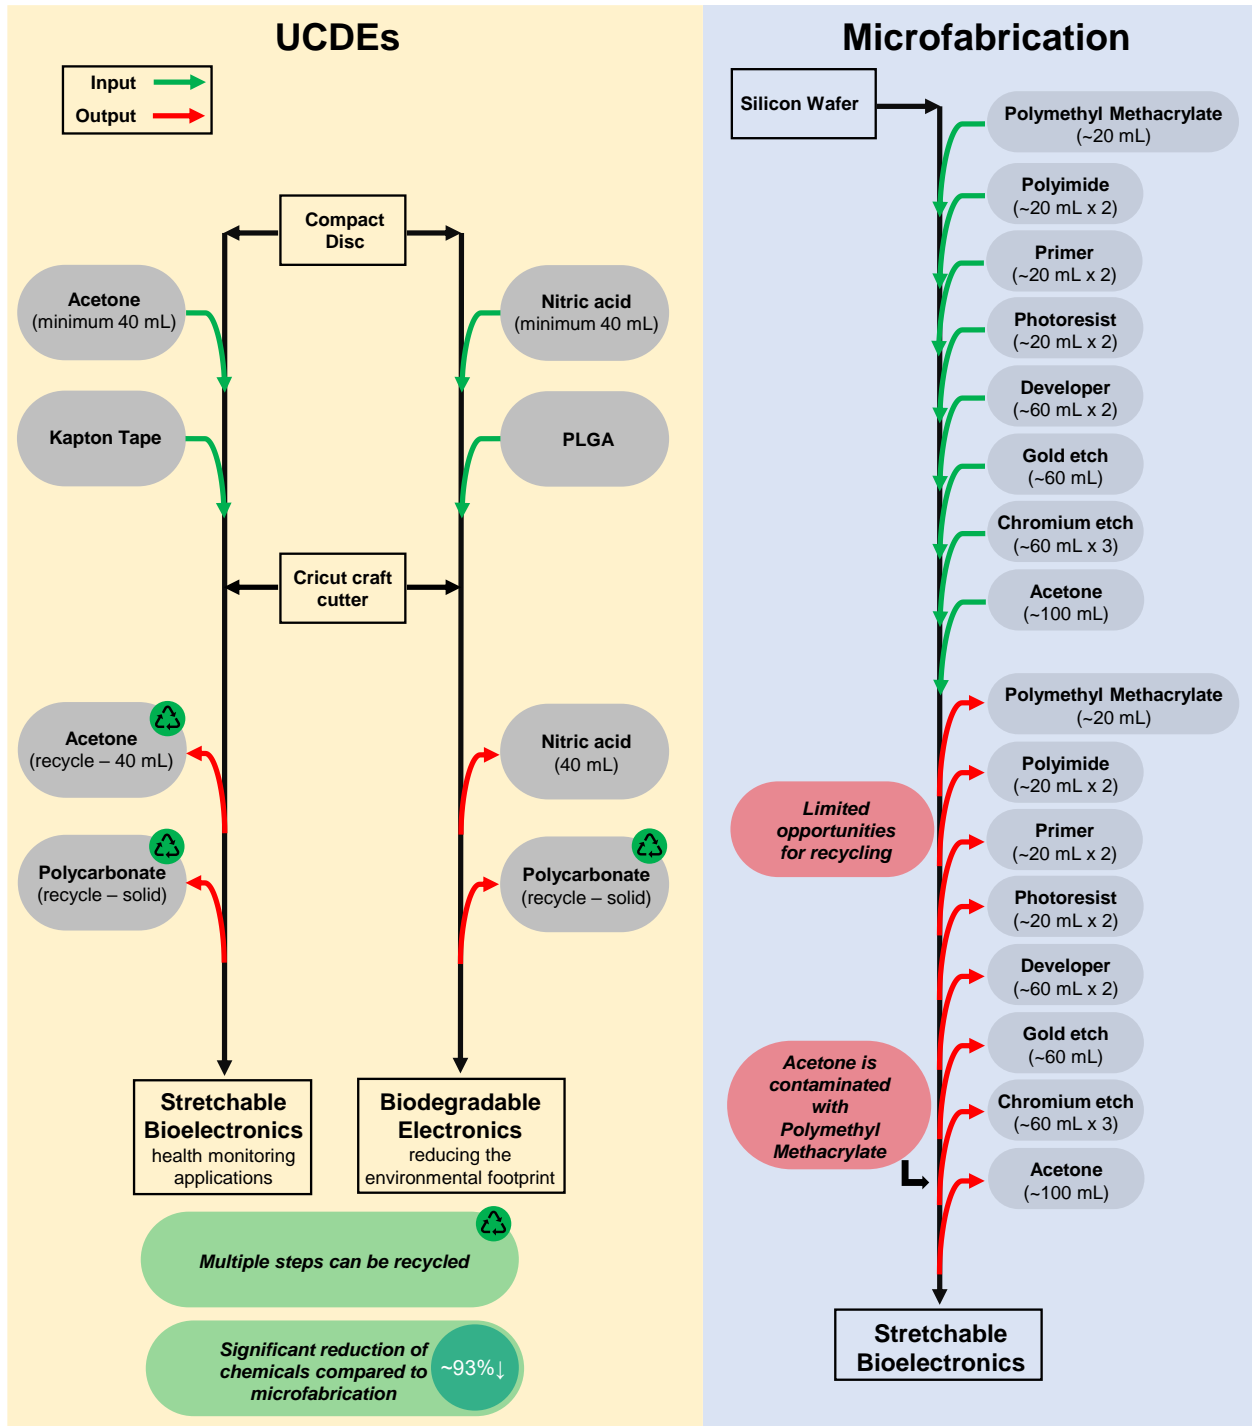 UCDEs
Input
Output
Compact
Disc
Acetone
(minimum 40 mL)
Nitric acid
(minimum 40 mL)
Kapton Tape
PLGA
Cricut craft
cutter
Acetone
(recycle – 40 mL)
Nitric acid
(40 mL)
Polycarbonate
(recycle – solid)
Polycarbonate
(recycle – solid)
Stretchable
Bioelectronics
health monitoring
applications
Biodegradable
Electronics
reducing the
environmental footprint
Multiple steps can be recycled
Significant reduction of
chemicals compared to
microfabrication
~93%↓
Microfabrication
Silicon Wafer
Polymethyl Methacrylate
(~20 mL)
Polyimide
(~20 mL x 2)
Primer
(~20 mL x 2)
Photoresist
(~20 mL x 2)
Developer
(~60 mL x 2)
Gold etch
(~60 mL)
Chromium etch
(~60 mL x 3)
Acetone
(~100 mL)
Polymethyl Methacrylate
(~20 mL)
Polyimide
(~20 mL x 2)
Limited
opportunities
for recycling
Primer
(~20 mL x 2)
Photoresist
(~20 mL x 2)
Developer
(~60 mL x 2)
Gold etch
(~60 mL)
Acetone is
contaminated
with
Polymethyl
Methacrylate
Chromium etch
(~60 mL x 3)
Acetone
(~100 mL)
Stretchable
Bioelectronics